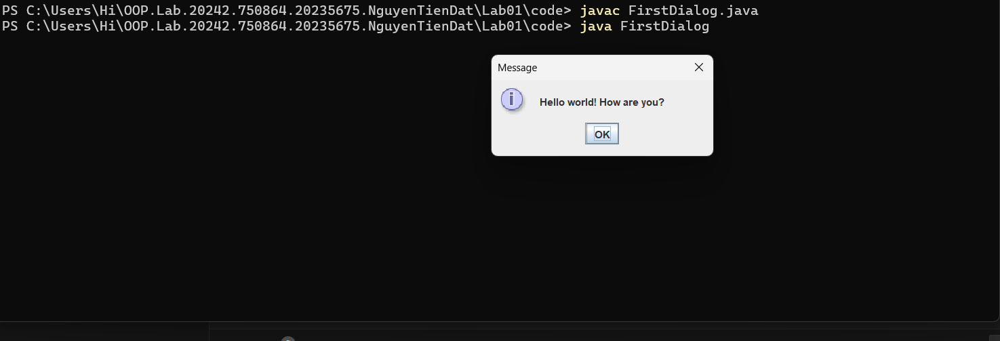 PS C:\Users\Hi\OOP.Lab.20242.750864.20235675.NguyenTienDat\Lab01\code> javac FirstDialog.java
PS C:\Users\Hi\OOP.Lab.20242.750864.20235675.NguyenTienDat\Lab01\code> java FirstDialog
Message
i
Hello world! How are you?
OK